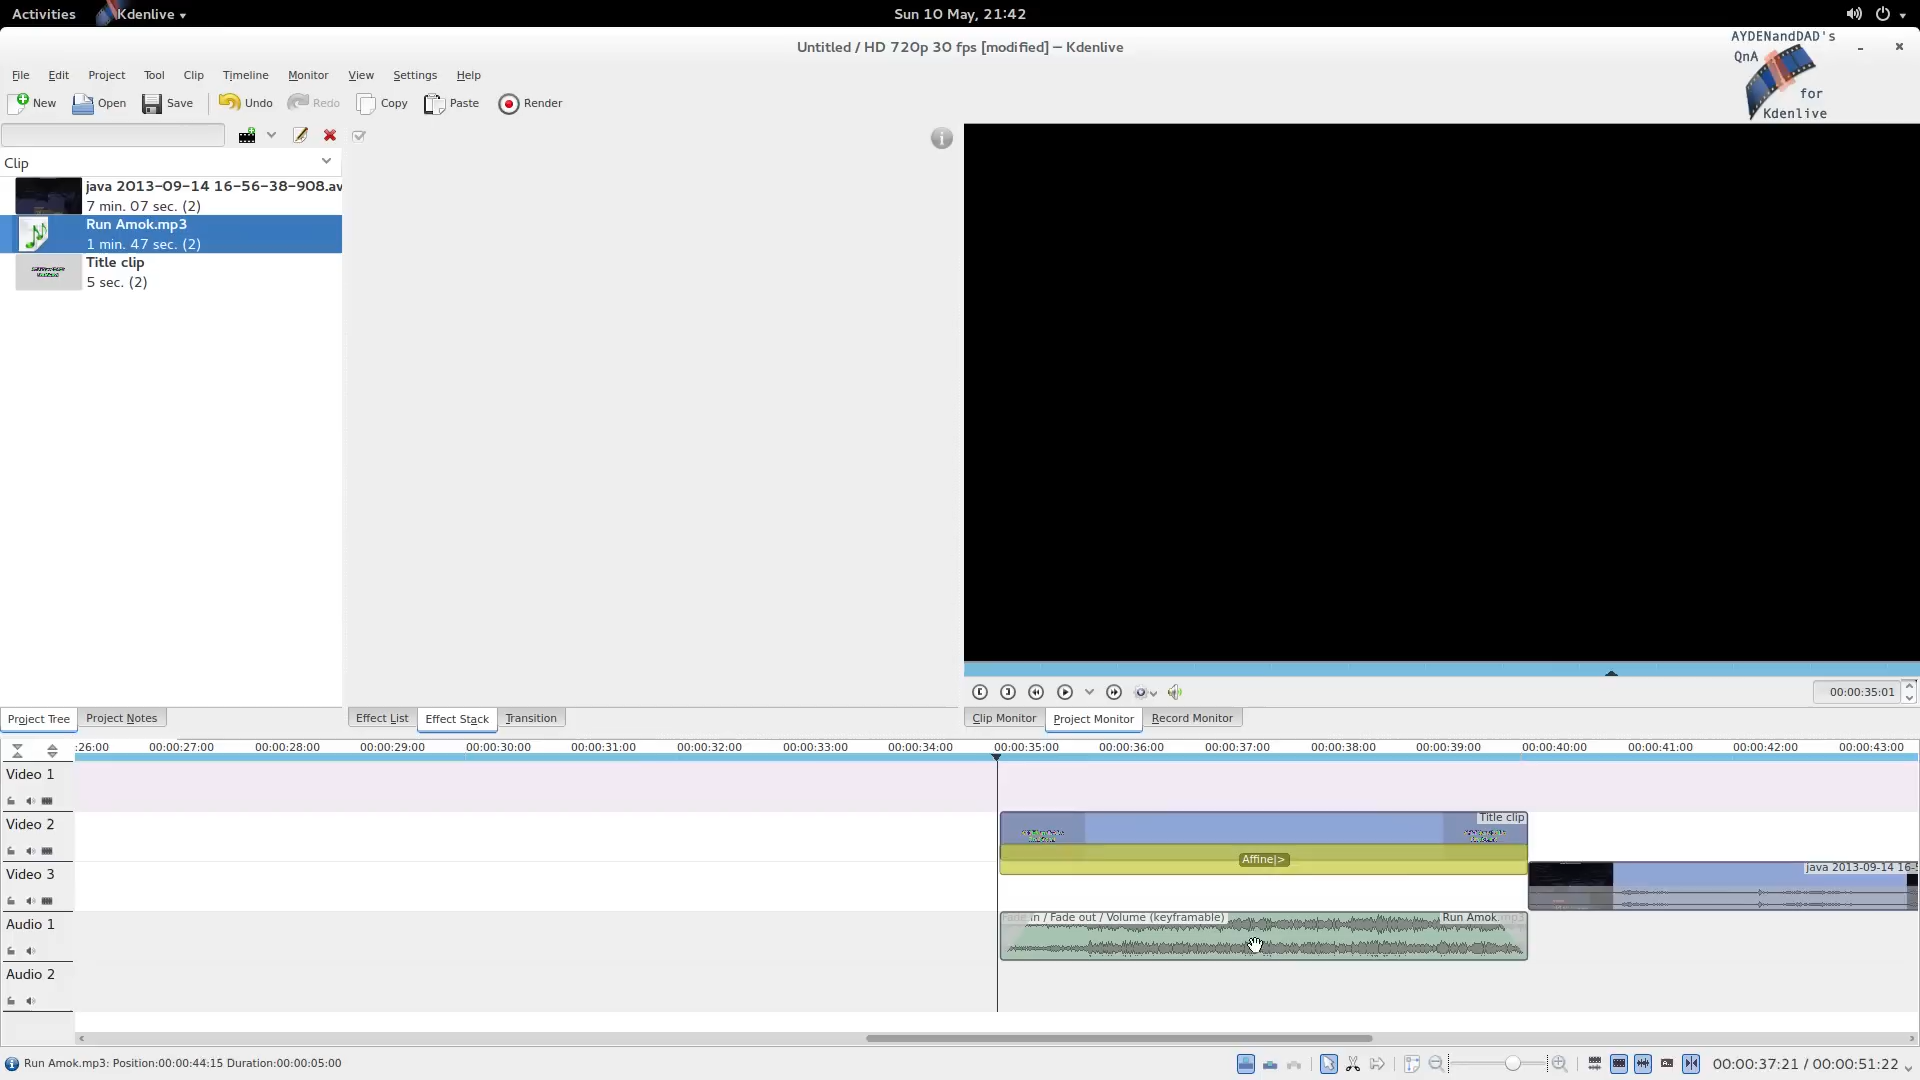 Activities
Kdenlive
Sun 10 May, 21:42
Untitled / HD 720p 30 fps [modified] – Kdenlive
AYDENandDAD's
QnA
for
Kdenlive
File Edit Project Tool Clip Timeline Monitor View Settings Help
New Open Save Undo Redo Copy Paste Render
Clip
java 2013-09-14 16-56-38-908.av
7 min. 07 sec. (2)
Run Amok.mp3
1 min. 47 sec. (2)
Title clip
5 sec. (2)
00:00:35:01
Project Tree Project Notes
Effect List Effect Stack Transition
Clip Monitor Project Monitor Record Monitor
:26:00 00:00:27:00 00:00:28:00 00:00:29:00 00:00:30:00 00:00:31:00 00:00:32:00 00:00:33:00 00:00:34:00 00:00:35:00 00:00:36:00 00:00:37:00 00:00:38:00 00:00:39:00 00:00:40:00 00:00:41:00 00:00:42:00 00:00:43:00
Video 1
Video 2
Title clip
Affine|>
Video 3
java 2013-09-14 16-5
Audio 1
Fade in / Fade out / Volume (keyframable)
Run Amok.mp3
Audio 2
Run Amok.mp3: Position:00:00:44:15 Duration:00:00:05:00
00:00:37:21 / 00:00:51:22